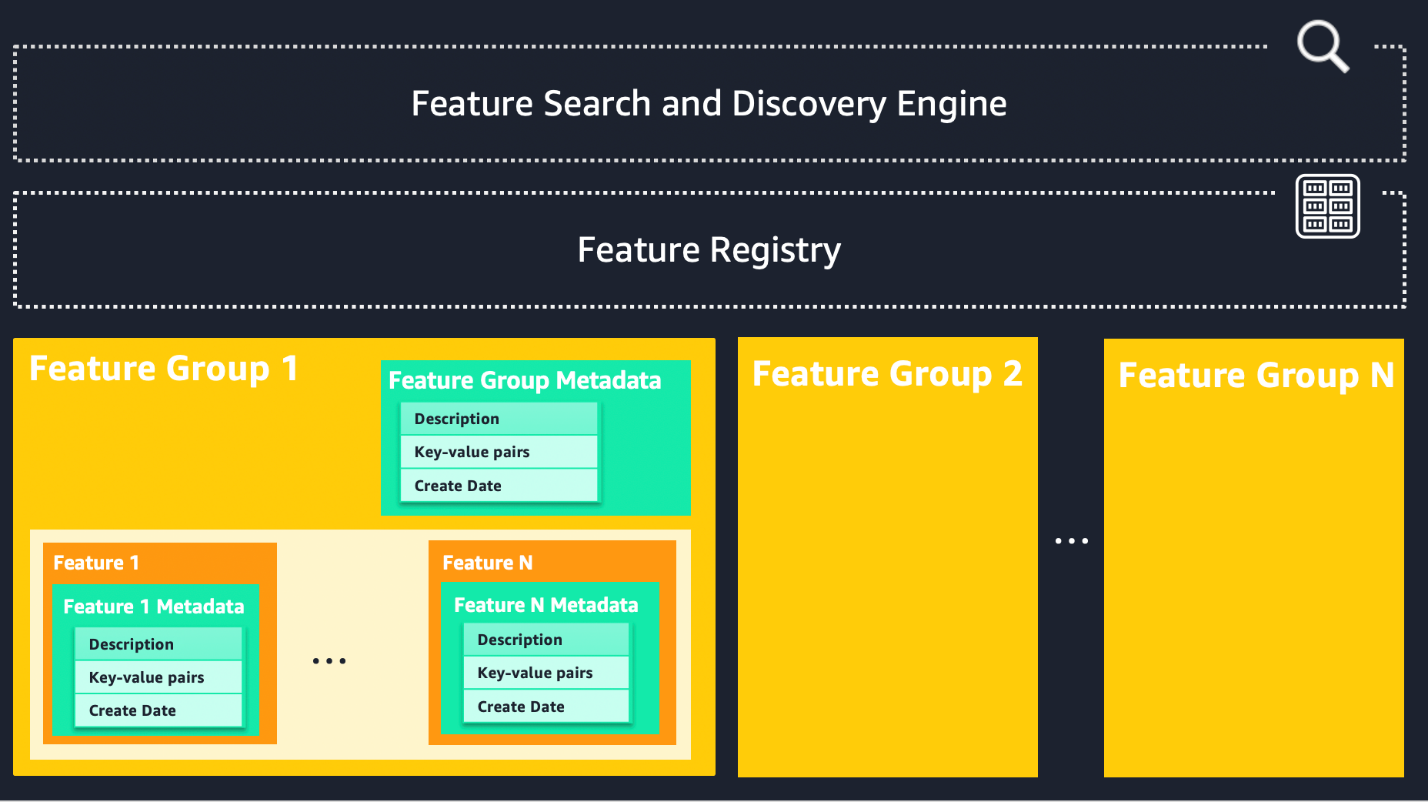 Feature Search and Discovery Engine
Feature Registry
Feature Group 1
Feature Group Metadata
Description
Key-value pairs
Create Date
Feature 1
Feature 1 Metadata
Description
Key-value pairs
Create Date
...
Feature N
Feature N Metadata
Description
Key-value pairs
Create Date
Feature Group 2
...
Feature Group N